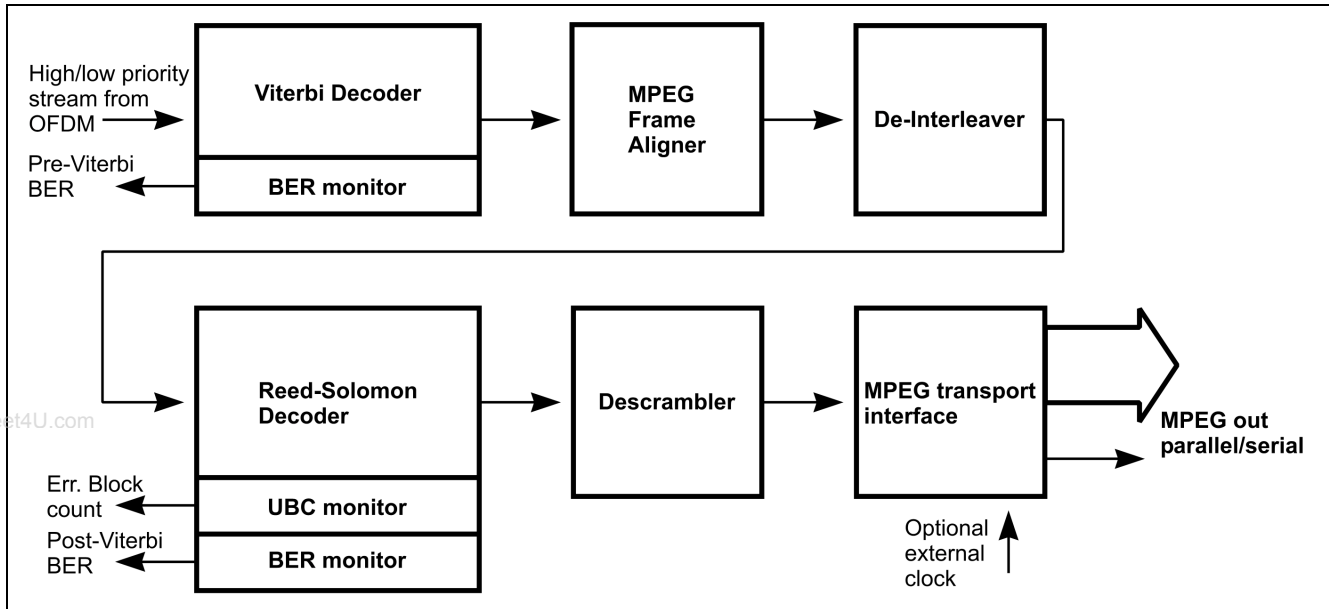 High/low priority
stream from
OFDM
Viterbi Decoder
MPEG
Frame
Aligner
De-Interleaver
Pre-Viterbi
BER
BER monitor
Reed-Solomon
Decoder
Descrambler
MPEG transport
interface
et4U.com
MPEG out
parallel/serial
Err. Block
count
UBC monitor
Post-Viterbi
BER
BER monitor
Optional
external
clock